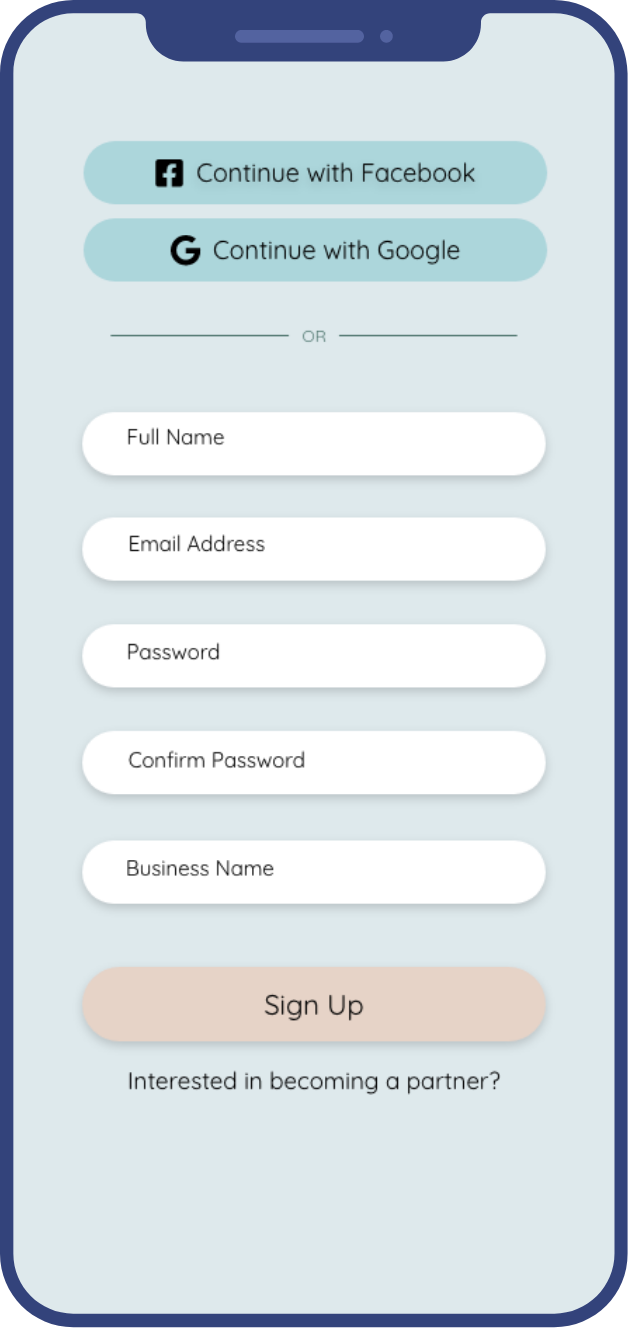 Continue with Facebook
Continue with Google
OR
Full Name
Email Address
Password
Confirm Password
Business Name
Sign Up
Interested in becoming a partner?